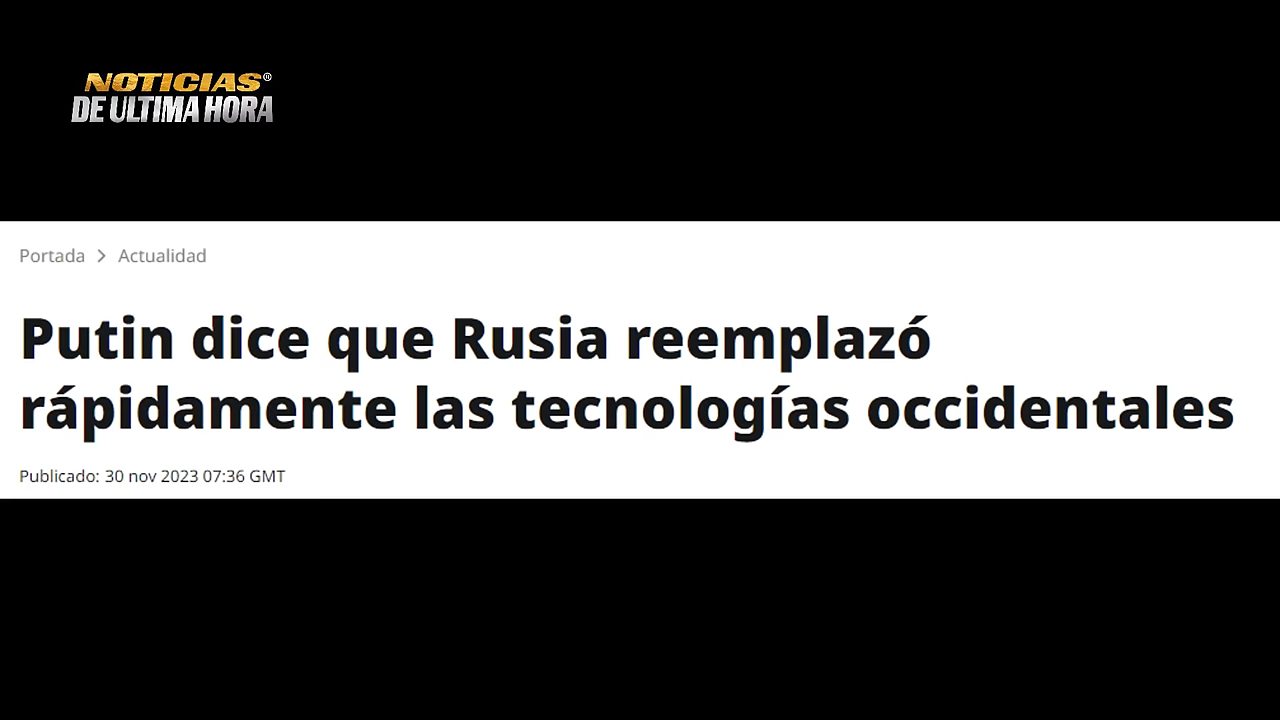 NOTICIAS®
DE ULTIMA HORA
Portada > Actualidad
Putin dice que Rusia reemplazó
rápidamente las tecnologías occidentales
Publicado: 30 nov 2023 07:36 GMT